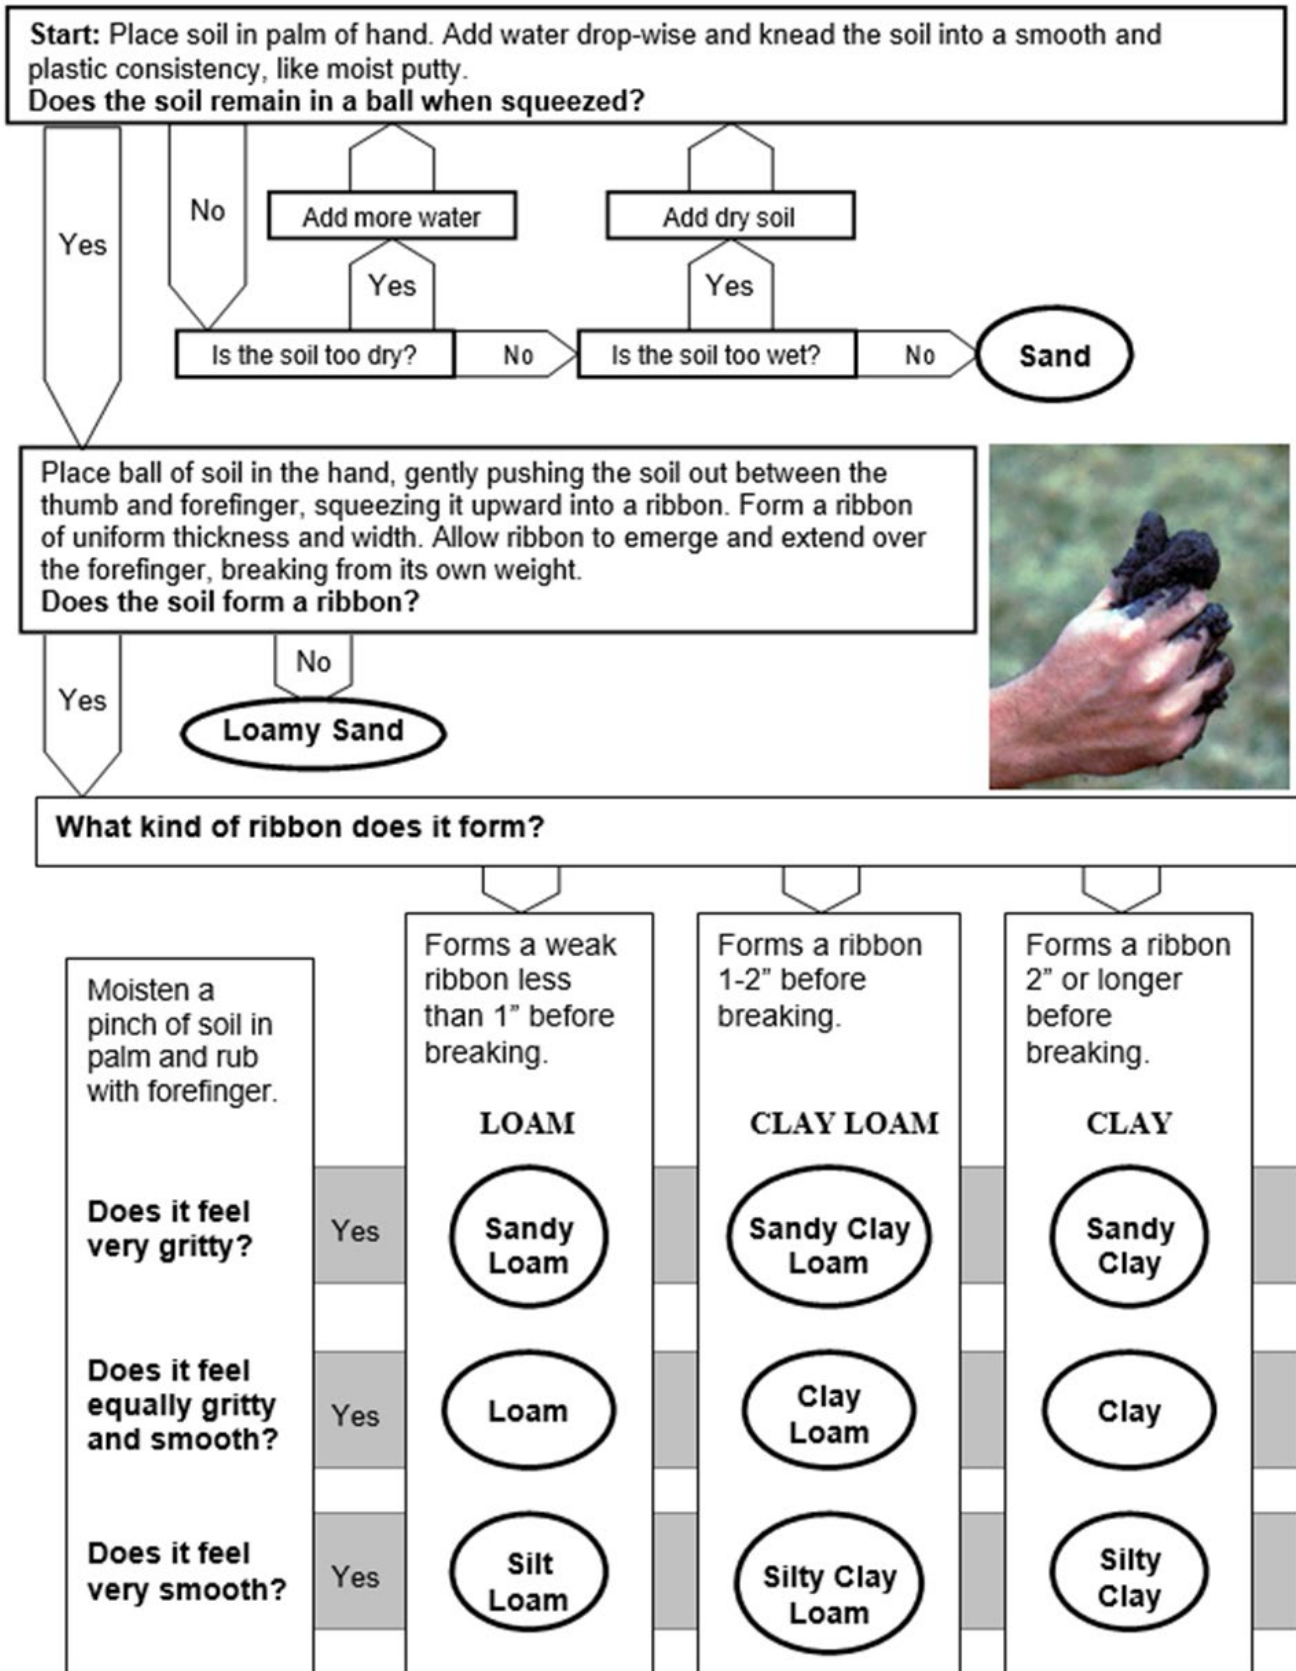 Start: Place soil in palm of hand. Add water drop-wise and knead the soil into a smooth and
plastic consistency, like moist putty.
Does the soil remain in a ball when squeezed?
Yes
No
Add more water
Add dry soil
Yes
Yes
Is the soil too dry?
No
Is the soil too wet?
No
Sand
Place ball of soil in the hand, gently pushing the soil out between the
thumb and forefinger, squeezing it upward into a ribbon. Form a ribbon
of uniform thickness and width. Allow ribbon to emerge and extend over
the forefinger, breaking from its own weight.
Does the soil form a ribbon?
Yes
No
Loamy Sand
What kind of ribbon does it form?
Moisten a
pinch of soil in
palm and rub
with forefinger.
Forms a weak
ribbon less
than 1” before
breaking.
LOAM
Forms a ribbon
1-2” before
breaking.
CLAY LOAM
Forms a ribbon
2” or longer
before
breaking.
CLAY
Does it feel
very gritty?
Yes
Sandy
Loam
Sandy Clay
Loam
Sandy
Clay
Does it feel
equally gritty
and smooth?
Yes
Loam
Clay
Loam
Clay
Does it feel
very smooth?
Yes
Silt
Loam
Silty Clay
Loam
Silty
Clay